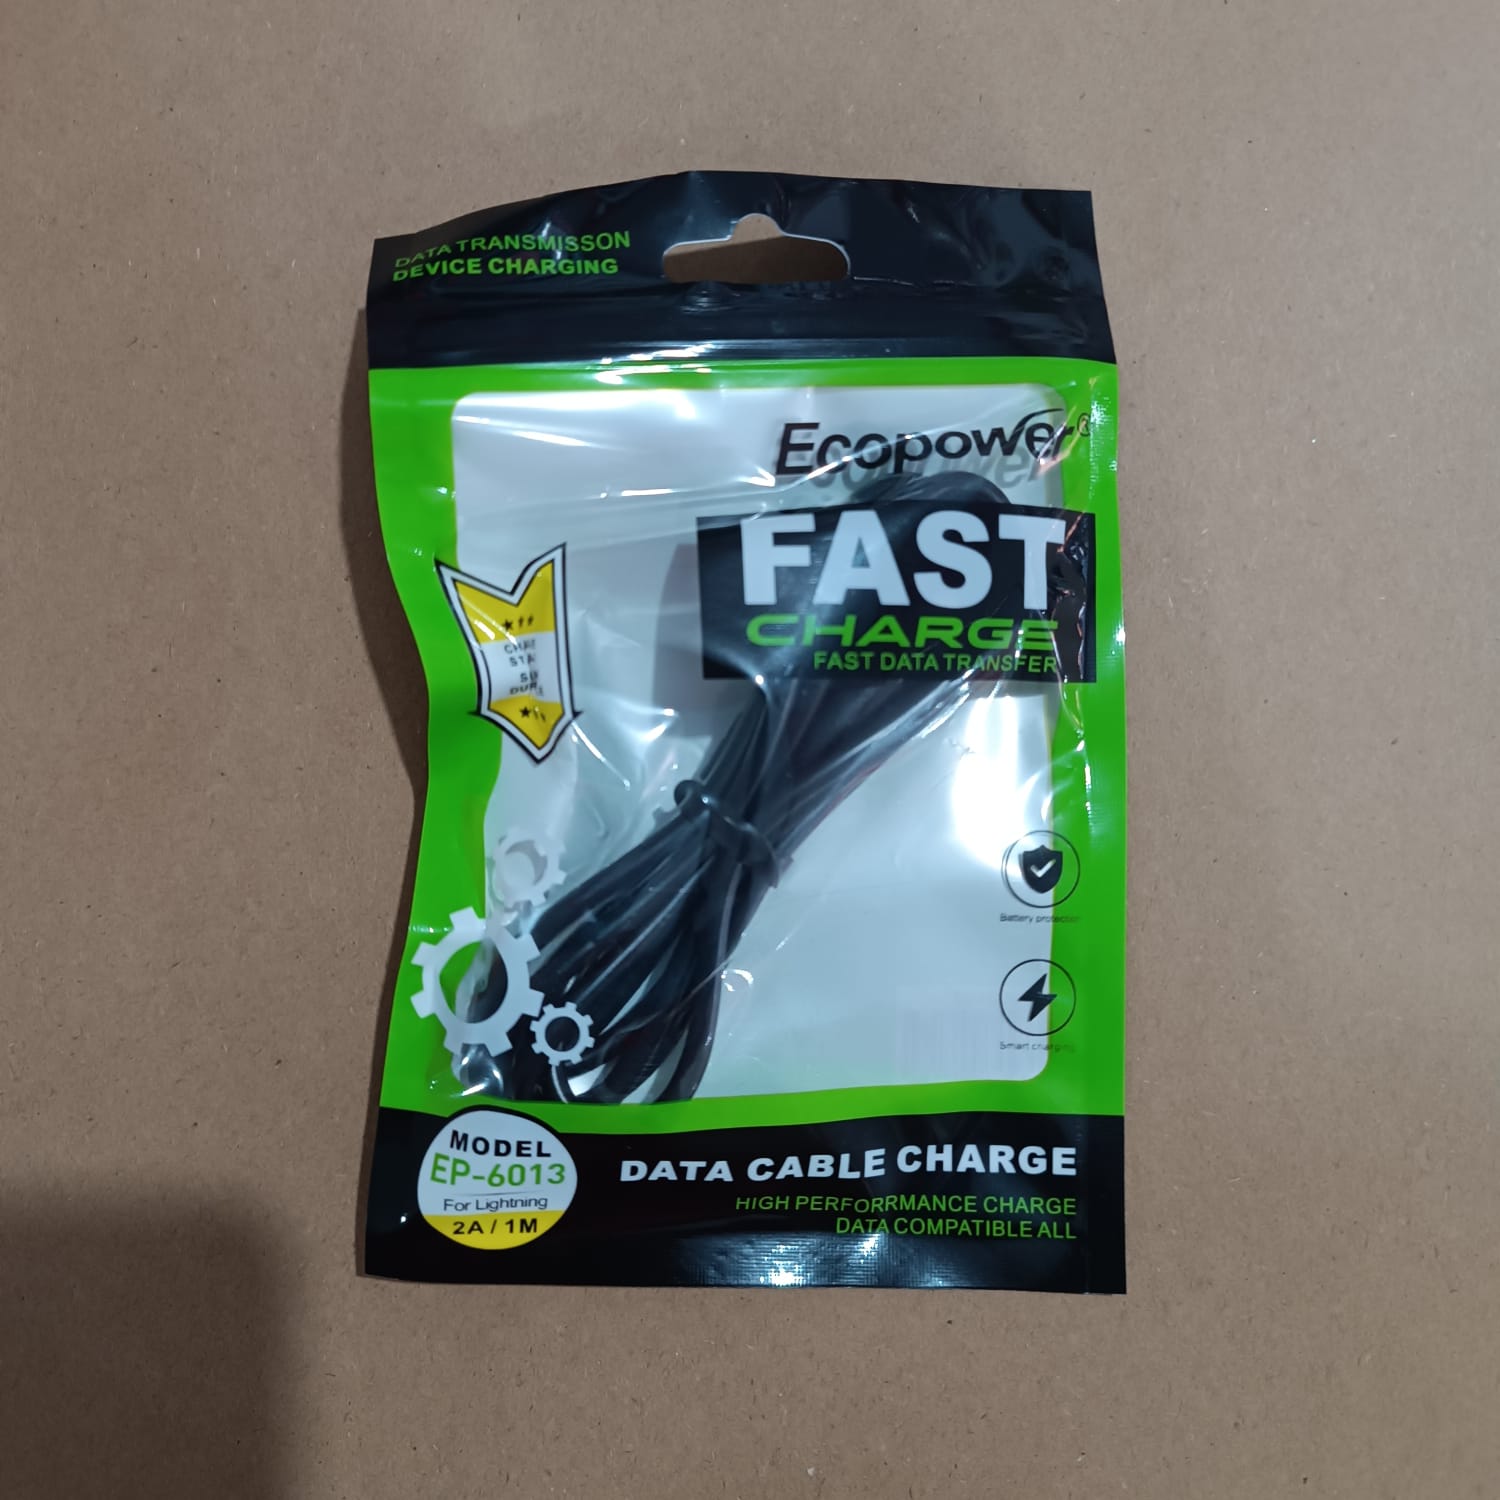 DATA TRANSMISSON
DEVICE CHARGING
Ecopower®
FAST
CHARGE
FAST DATA TRANSFER
Battery protection
Smart charging
MODEL
EP-6013
For Lightning
2A / 1M
DATA CABLE CHARGE
HIGH PERFORRMANCE CHARGE
DATA COMPATIBLE ALL